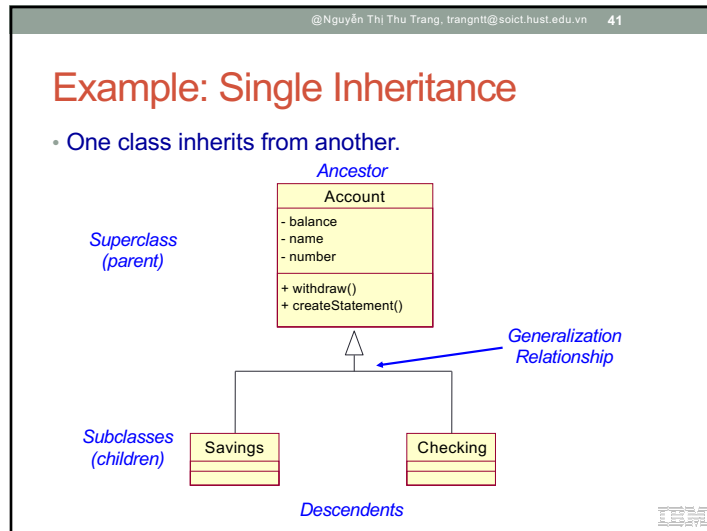 @Nguyễn Thị Thu Trang, trangntt@soict.hust.edu.vn 41
Example: Single Inheritance
• One class inherits from another.
Ancestor
Account
- balance
- name
- number
+ withdraw()
+ createStatement()
Superclass
(parent)
Generalization
Relationship
Subclasses
(children)
Savings
Checking
Descendents
IBM